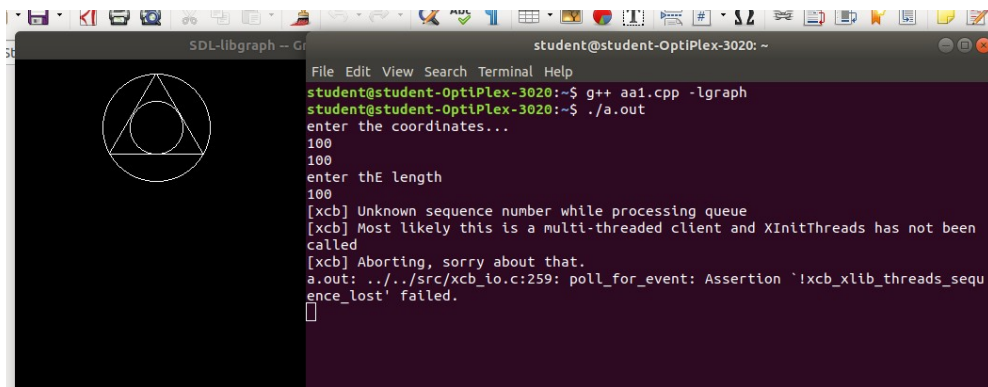 SDL-libgraph -- Gr
student@student-OptiPlex-3020: ~
File Edit View Search Terminal Help
student@student-OptiPlex-3020:~$ g++ aa1.cpp -lgraph
student@student-OptiPlex-3020:~$ ./a.out
enter the coordinates...
100
100
enter thE length
100
[xcb] Unknown sequence number while processing queue
[xcb] Most likely this is a multi-threaded client and XInitThreads has not been
called
[xcb] Aborting, sorry about that.
a.out: ../../src/xcb_io.c:259: poll_for_event: Assertion `!xcb_xlib_threads_sequ
ence_lost' failed.